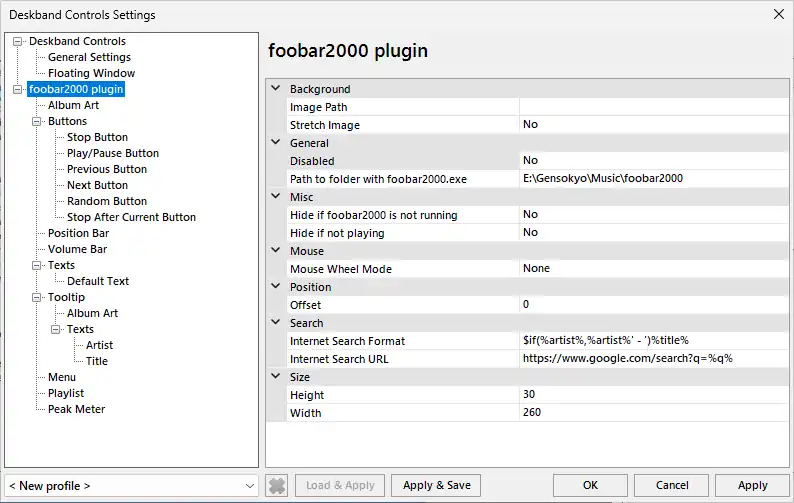 Deskband Controls Settings
Deskband Controls
General Settings
Floating Window
foobar2000 plugin
Album Art
Buttons
Stop Button
Play/Pause Button
Previous Button
Next Button
Random Button
Stop After Current Button
Position Bar
Volume Bar
Texts
Default Text
Tooltip
Album Art
Texts
Artist
Title
Menu
Playlist
Peak Meter
foobar2000 plugin
Background
Image Path
Stretch Image No
General
Disabled No
Path to folder with foobar2000.exe E:\Gensokyo\Music\foobar2000
Misc
Hide if foobar2000 is not running No
Hide if not playing No
Mouse
Mouse Wheel Mode None
Position
Offset 0
Search
Internet Search Format $if(%artist%,%artist%' - ')%title%
Internet Search URL https://www.google.com/search?q=%q%
Size
Height 30
Width 260
< New profile > Load & Apply Apply & Save OK Cancel Apply